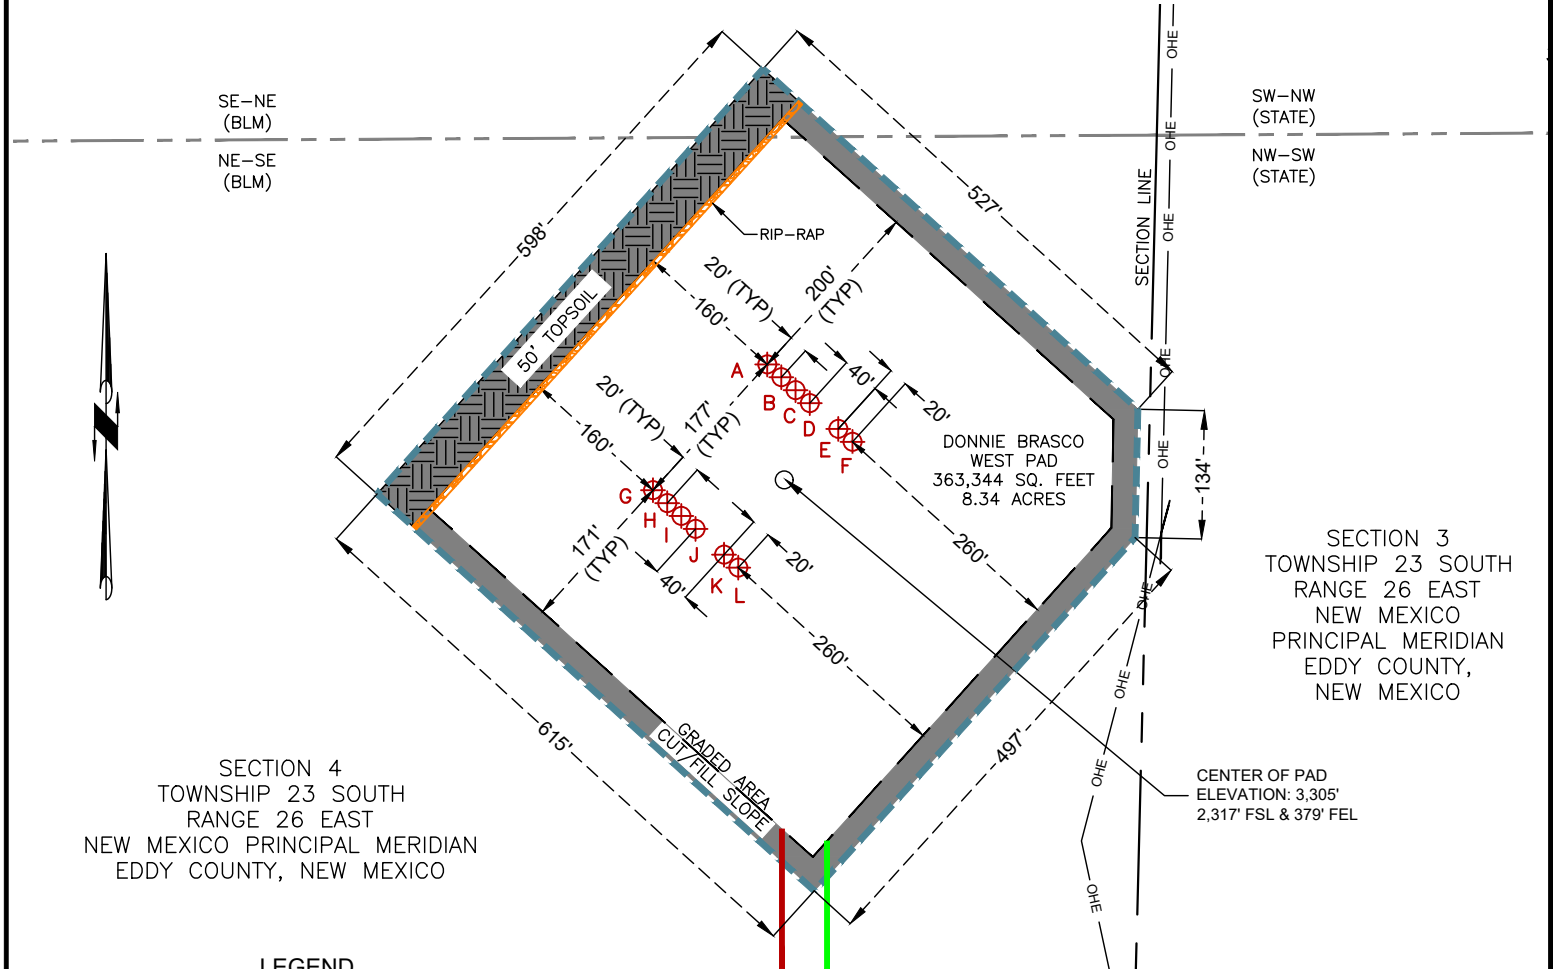 SE-NE
(BLM)
NE-SE
(BLM)
SW-NW
(STATE)
NW-SW
(STATE)
SECTION LINE
OHE
OHE
OHE
OHE
OHE
OHE
OHE
OHE
OHE
OHE
598'
527'
RIP-RAP
50' TOPSOIL
20' (TYP)
200'
(TYP)
160'
A
B
C
D
E
F
40'
20'
20' (TYP)
177'
(TYP)
160'
G
H
I
J
K
L
171'
(TYP)
40'
20'
DONNIE BRASCO
WEST PAD
363,344 SQ. FEET
8.34 ACRES
134'
260'
260'
SECTION 3
TOWNSHIP 23 SOUTH
RANGE 26 EAST
NEW MEXICO
PRINCIPAL MERIDIAN
EDDY COUNTY,
NEW MEXICO
615'
GRADED AREA
CUT/FILL SLOPE
497'
CENTER OF PAD
ELEVATION: 3,305'
2,317' FSL & 379' FEL
SECTION 4
TOWNSHIP 23 SOUTH
RANGE 26 EAST
NEW MEXICO PRINCIPAL MERIDIAN
EDDY COUNTY, NEW MEXICO
LEGEND